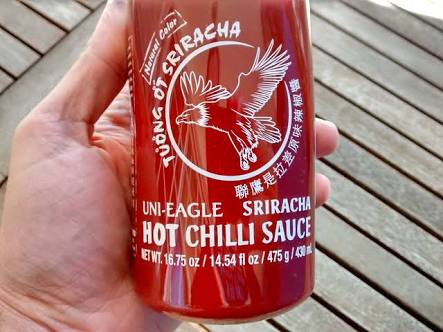 Natural Color
TƯƠNG ỚT SRIRACHA
聯鷹是拉差原味辣椒醬
UNI-EAGLE SRIRACHA
HOT CHILLI SAUCE
NET WT. 16.75 oz / 14.54 fl oz / 475 g / 430 mL